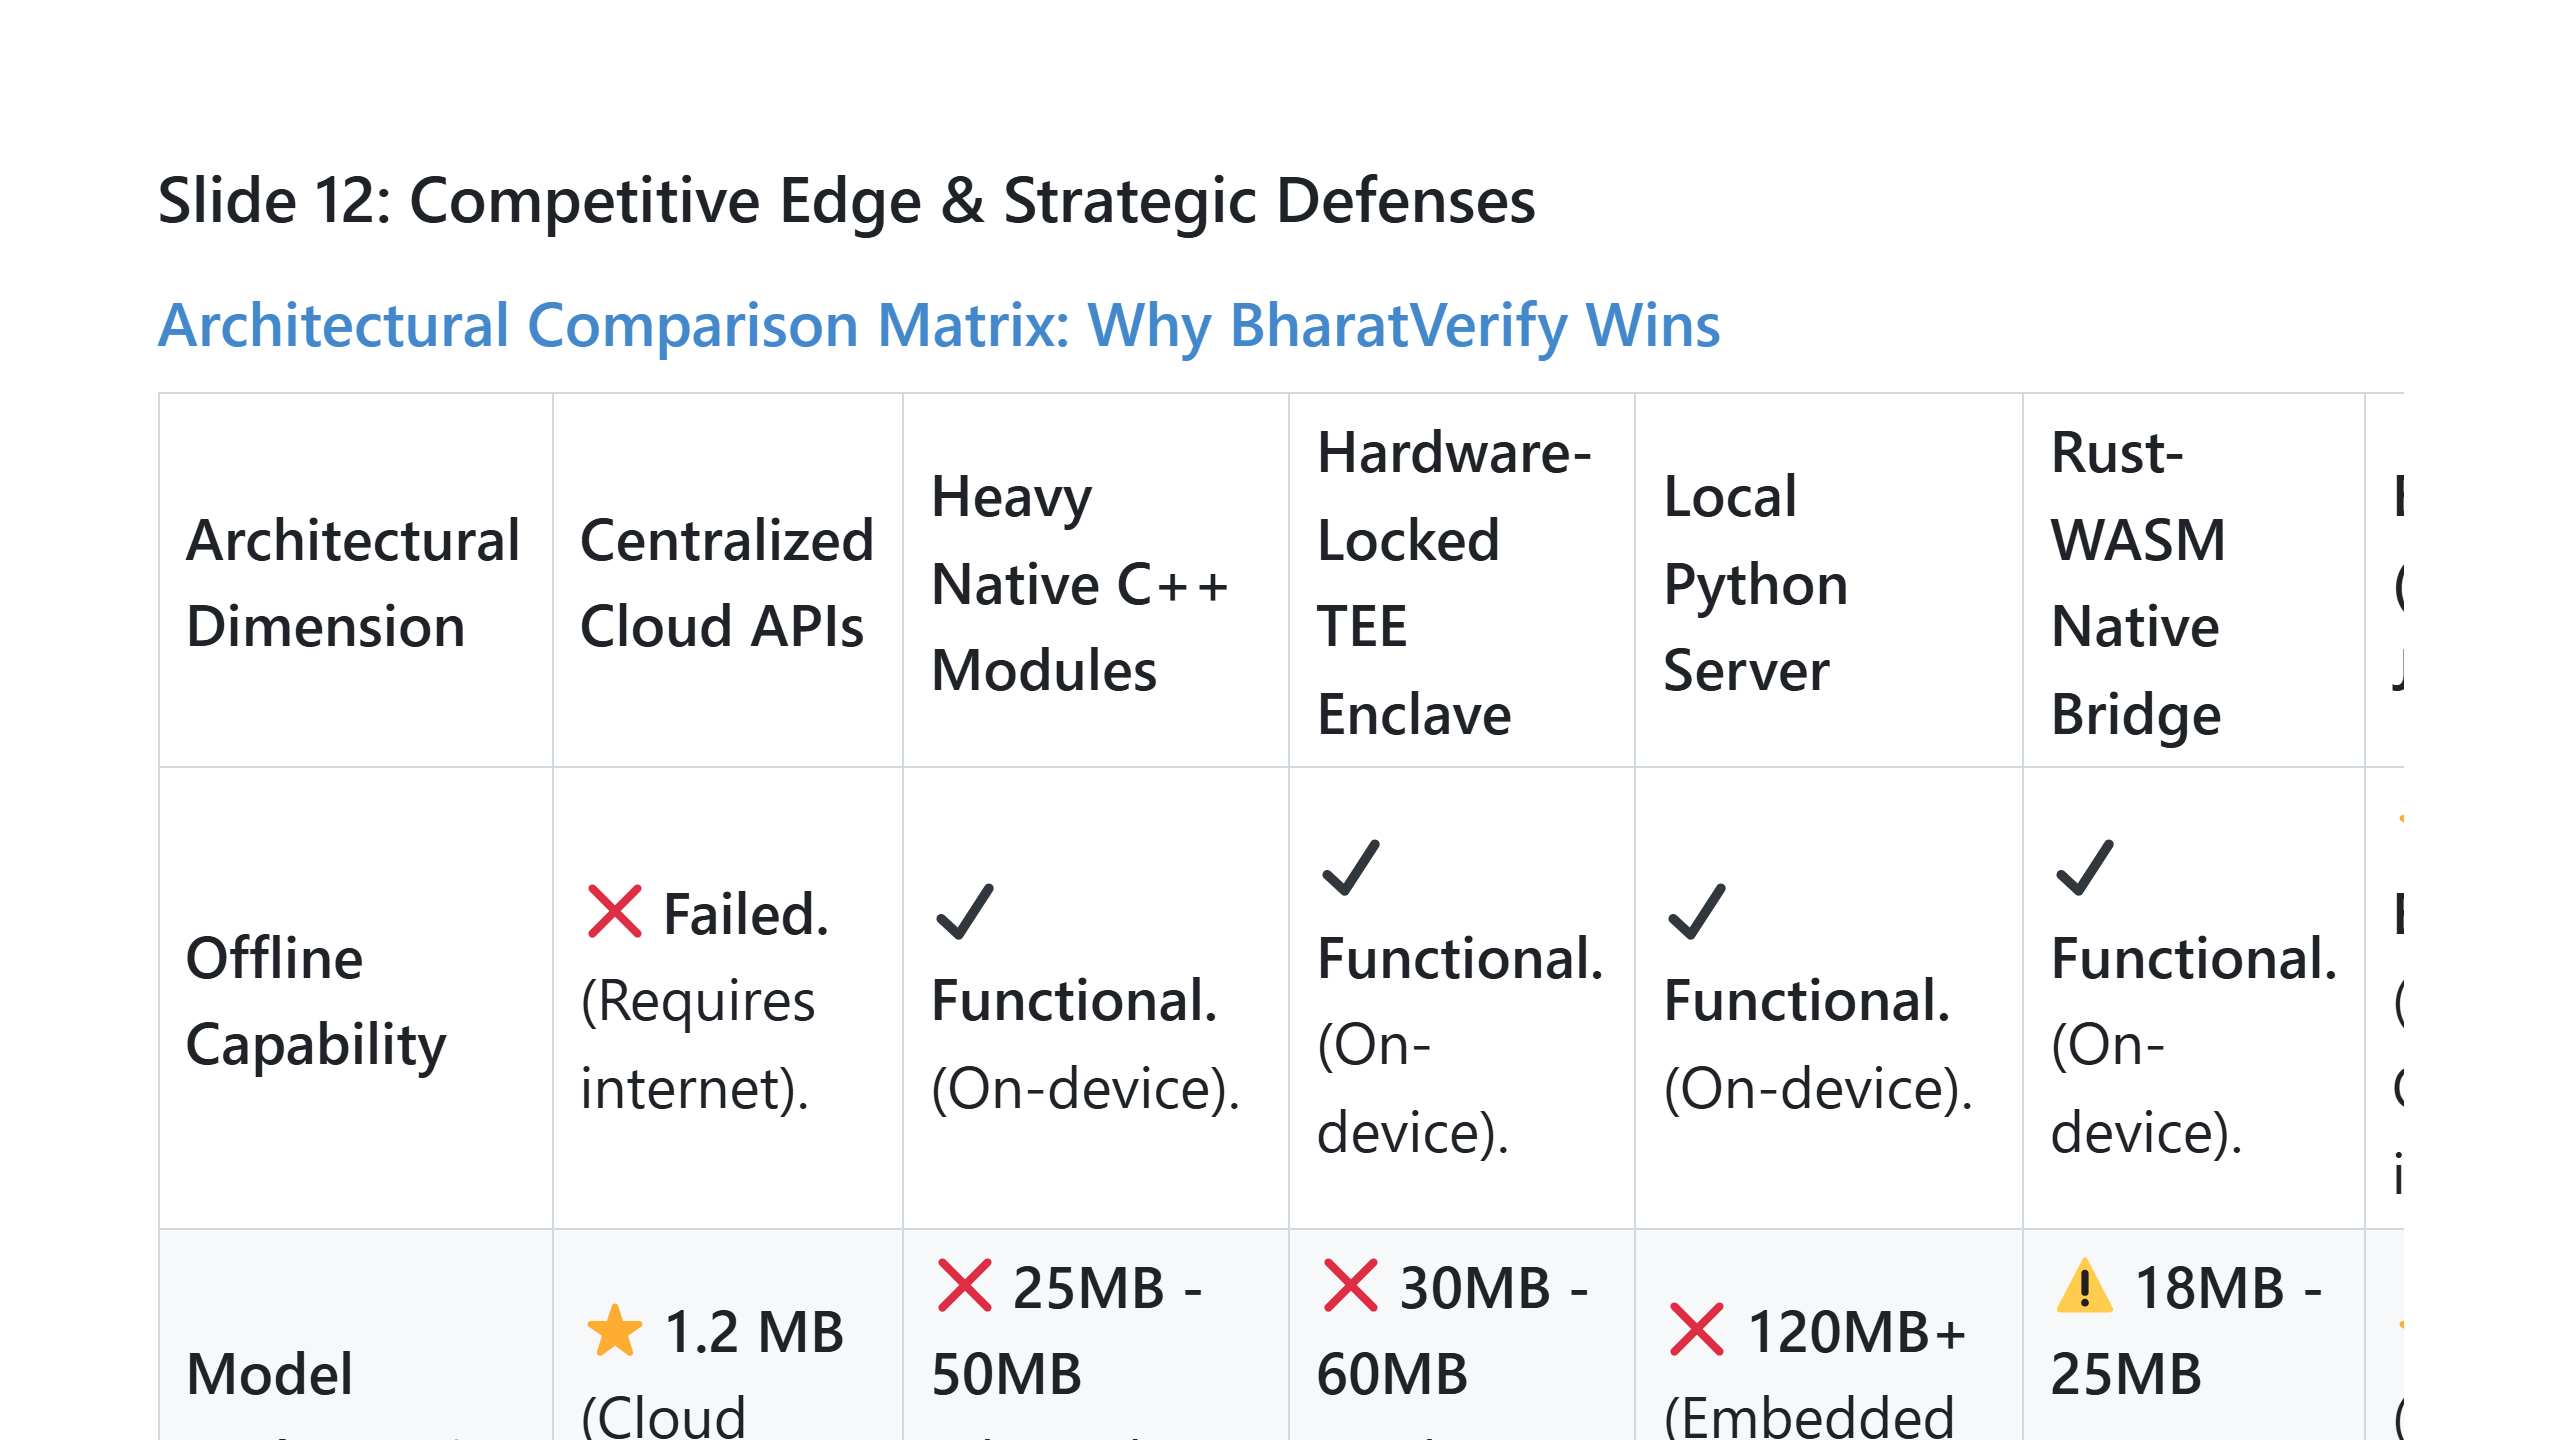 Slide 12: Competitive Edge & Strategic Defenses
Architectural Comparison Matrix: Why BharatVerify Wins
Architectural
Dimension
Centralized
Cloud APIs
Heavy
Native C++
Modules
Hardware-
Locked
TEE
Enclave
Local
Python
Server
Rust-
WASM
Native
Bridge
Offline
Capability
❌ Failed.
(Requires
internet).
✔
Functional.
(On-device).
✔
Functional.
(On-
device).
✔
Functional.
(On-device).
✔
Functional.
(On-
device).
Model
⭐ 1.2 MB
(Cloud
❌ 25MB -
50MB
❌ 30MB -
60MB
❌ 120MB+
(Embedded
⚠️ 18MB -
25MB